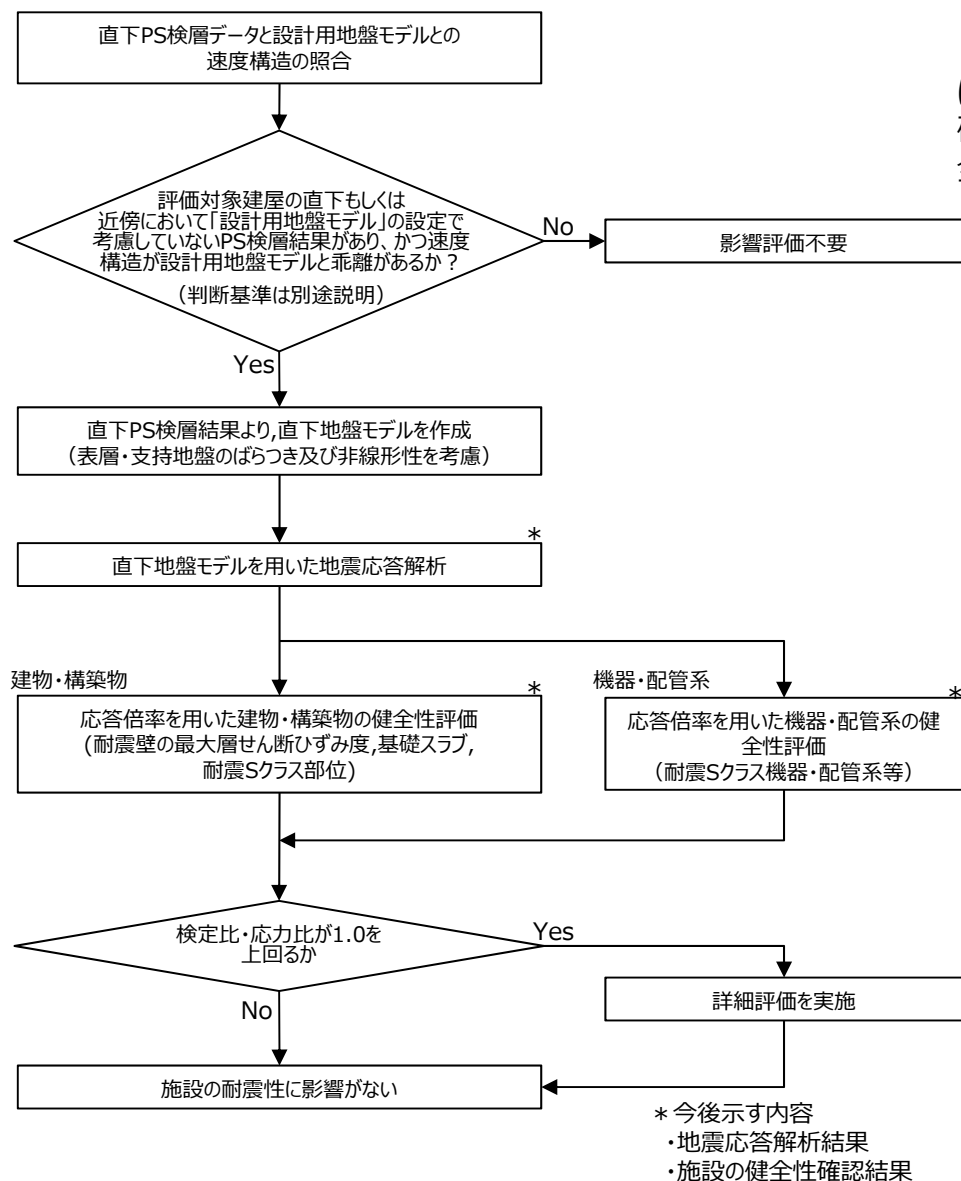 直下PS検層データと設計用地盤モデルとの
速度構造の照合
評価対象建屋の直下もしくは
近傍において「設計用地盤モデル」の設定で
考慮していないPS検層結果があり、かつ速度
構造が設計用地盤モデルと乖離があるか？
（判断基準は別途説明）
No
影響評価不要
Yes
直下PS検層結果より,直下地盤モデルを作成
（表層・支持地盤のばらつき及び非線形性を考慮）
*
直下地盤モデルを用いた地震応答解析
建物・構築物
*
応答倍率を用いた建物・構築物の健全性評価
(耐震壁の最大層せん断ひずみ度,基礎スラブ,
耐震Sクラス部位)
機器・配管系
*
応答倍率を用いた機器・配管系の健
全性評価
（耐震Sクラス機器・配管系等）
検定比・応力比が1.0を
上回るか
Yes
詳細評価を実施
No
施設の耐震性に影響がない
* 今後示す内容
・地震応答解析結果
・施設の健全性確認結果